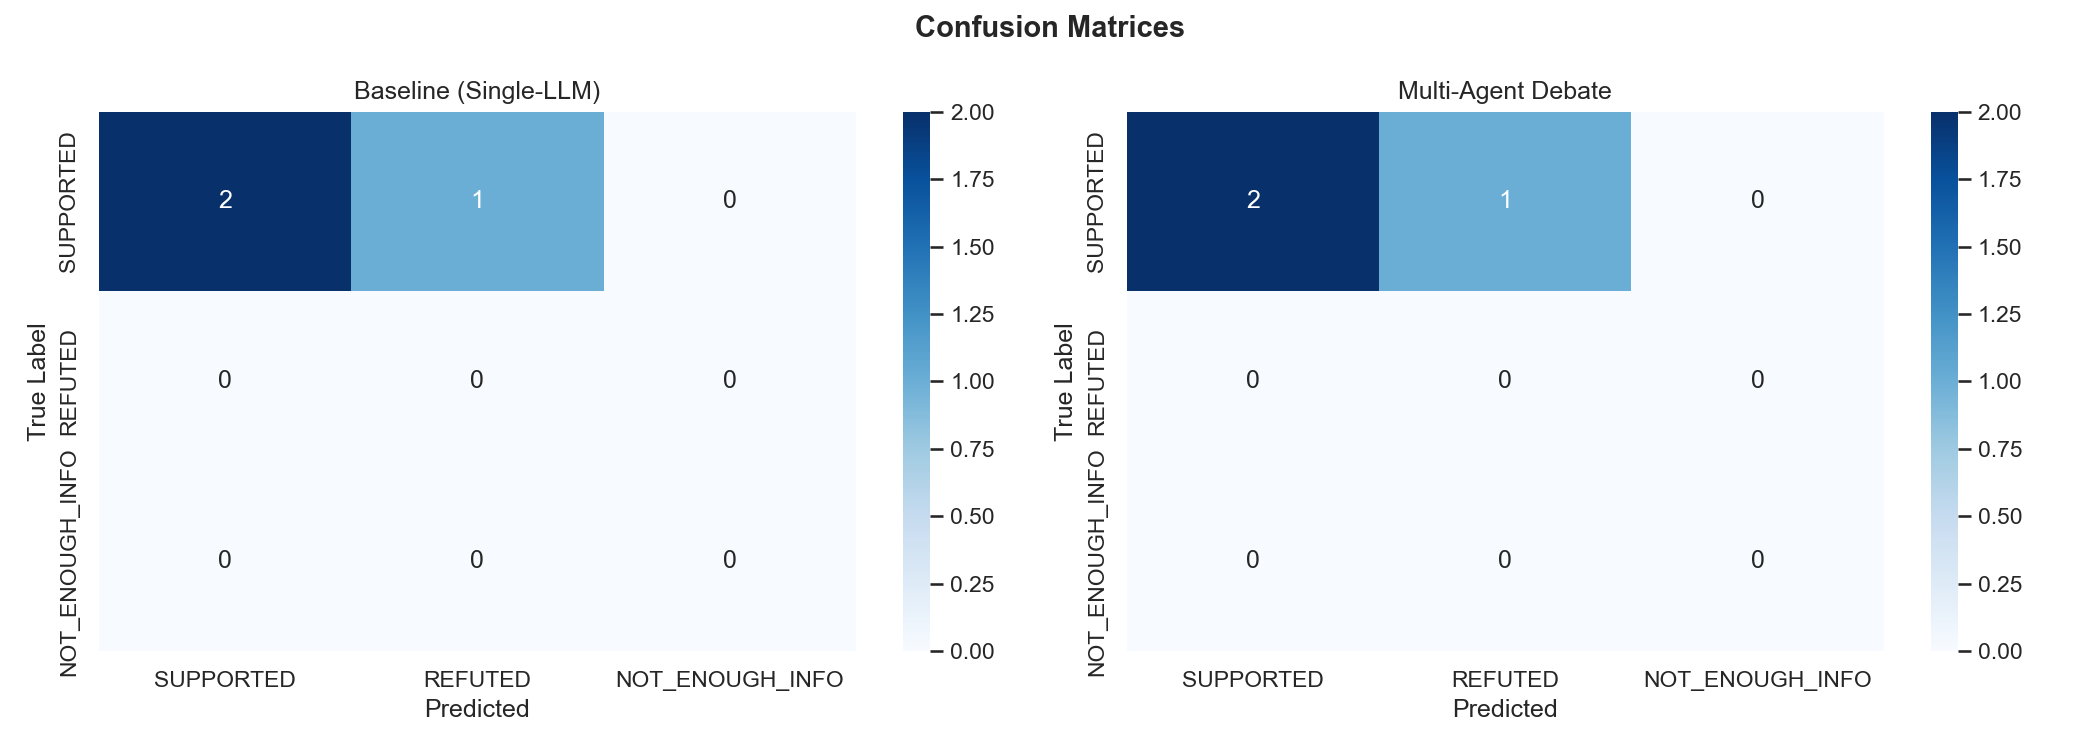 Confusion Matrices
Baseline (Single-LLM)
True Label
SUPPORTED
REFUTED
NOT_ENOUGH_INFO
2 1 0
0 0 0
0 0 0
SUPPORTED REFUTED NOT_ENOUGH_INFO
Predicted
2.00
1.75
1.50
1.25
1.00
0.75
0.50
0.25
0.00
Multi-Agent Debate
True Label
SUPPORTED
REFUTED
NOT_ENOUGH_INFO
2 1 0
0 0 0
0 0 0
SUPPORTED REFUTED NOT_ENOUGH_INFO
Predicted
2.00
1.75
1.50
1.25
1.00
0.75
0.50
0.25
0.00